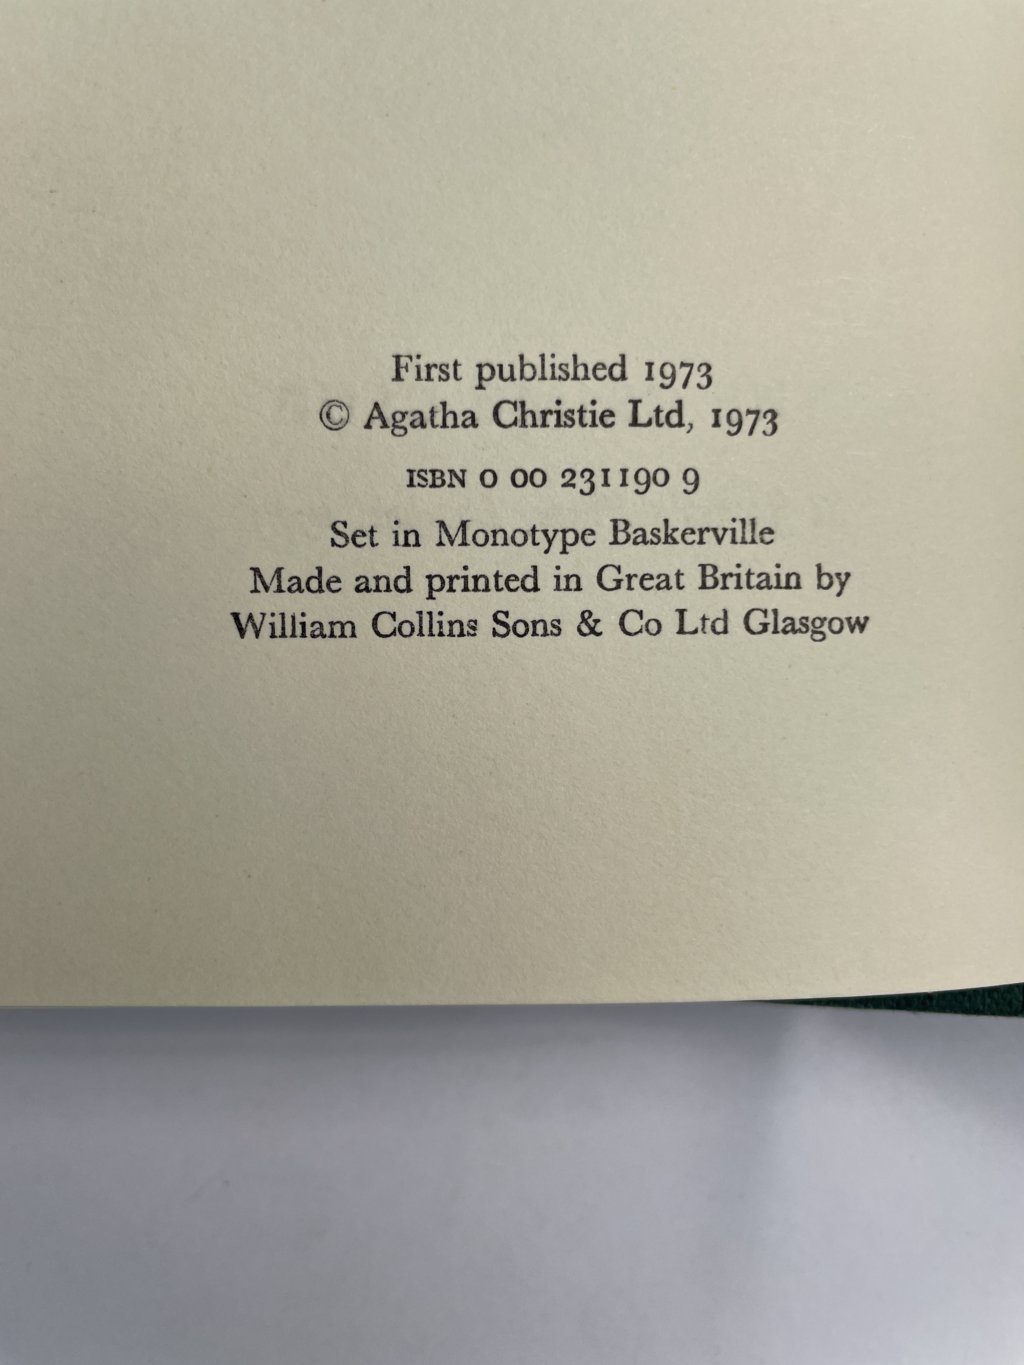 First published 1973
© Agatha Christie Ltd, 1973
ISBN 0 00 231190 9
Set in Monotype Baskerville
Made and printed in Great Britain by
William Collins Sons & Co Ltd Glasgow